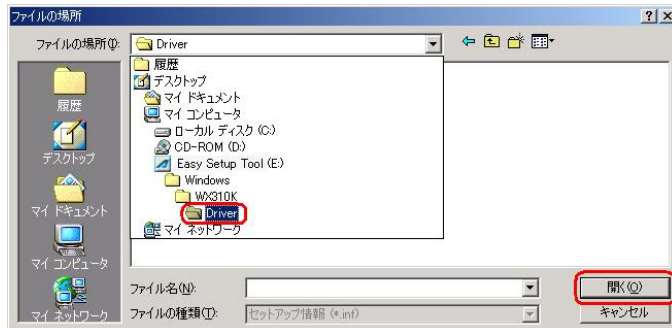 ファイルの場所
ファイルの場所(I):
Driver
履歴
デスクトップ
マイ ドキュメント
マイ コンピュータ
ローカル ディスク (C:)
CD-ROM (D:)
Easy Setup Tool (E:)
Windows
WX310K
Driver
マイ ネットワーク
履歴
デスクトップ
マイ ドキュメント
マイ コンピュータ
マイ ネットワーク
ファイル名(N):
開く(O)
ファイルの種類(T):
セットアップ情報 (*.inf)
キャンセル